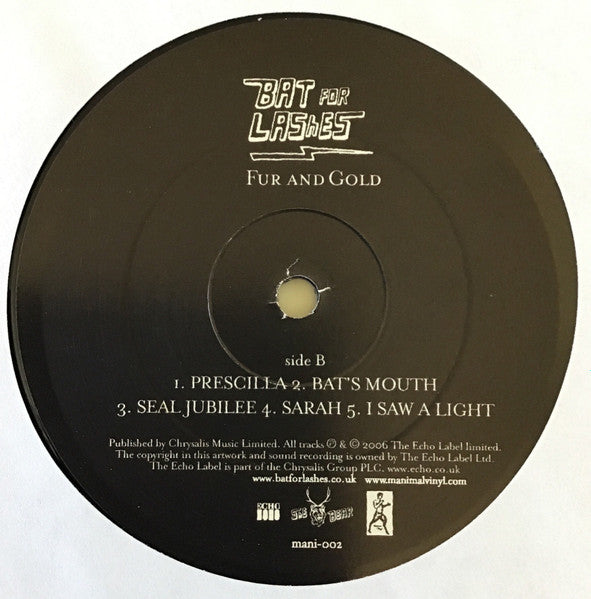 BAT FOR
LASHES
FUR AND GOLD
side B
1. PRESCILLA 2. BAT'S MOUTH
3. SEAL JUBILEE 4. SARAH 5. I SAW A LIGHT
Published by Chrysalis Music Limited. All tracks ℗ & © 2006 The Echo Label limited.
The copyright in this artwork and sound recording is owned by The Echo Label Ltd.
The Echo Label is part of the Chrysalis Group PLC. www.echo.co.uk
www.batforlashes.co.uk www.manimalvinyl.com
ECHO SHE BEAR
mani-002